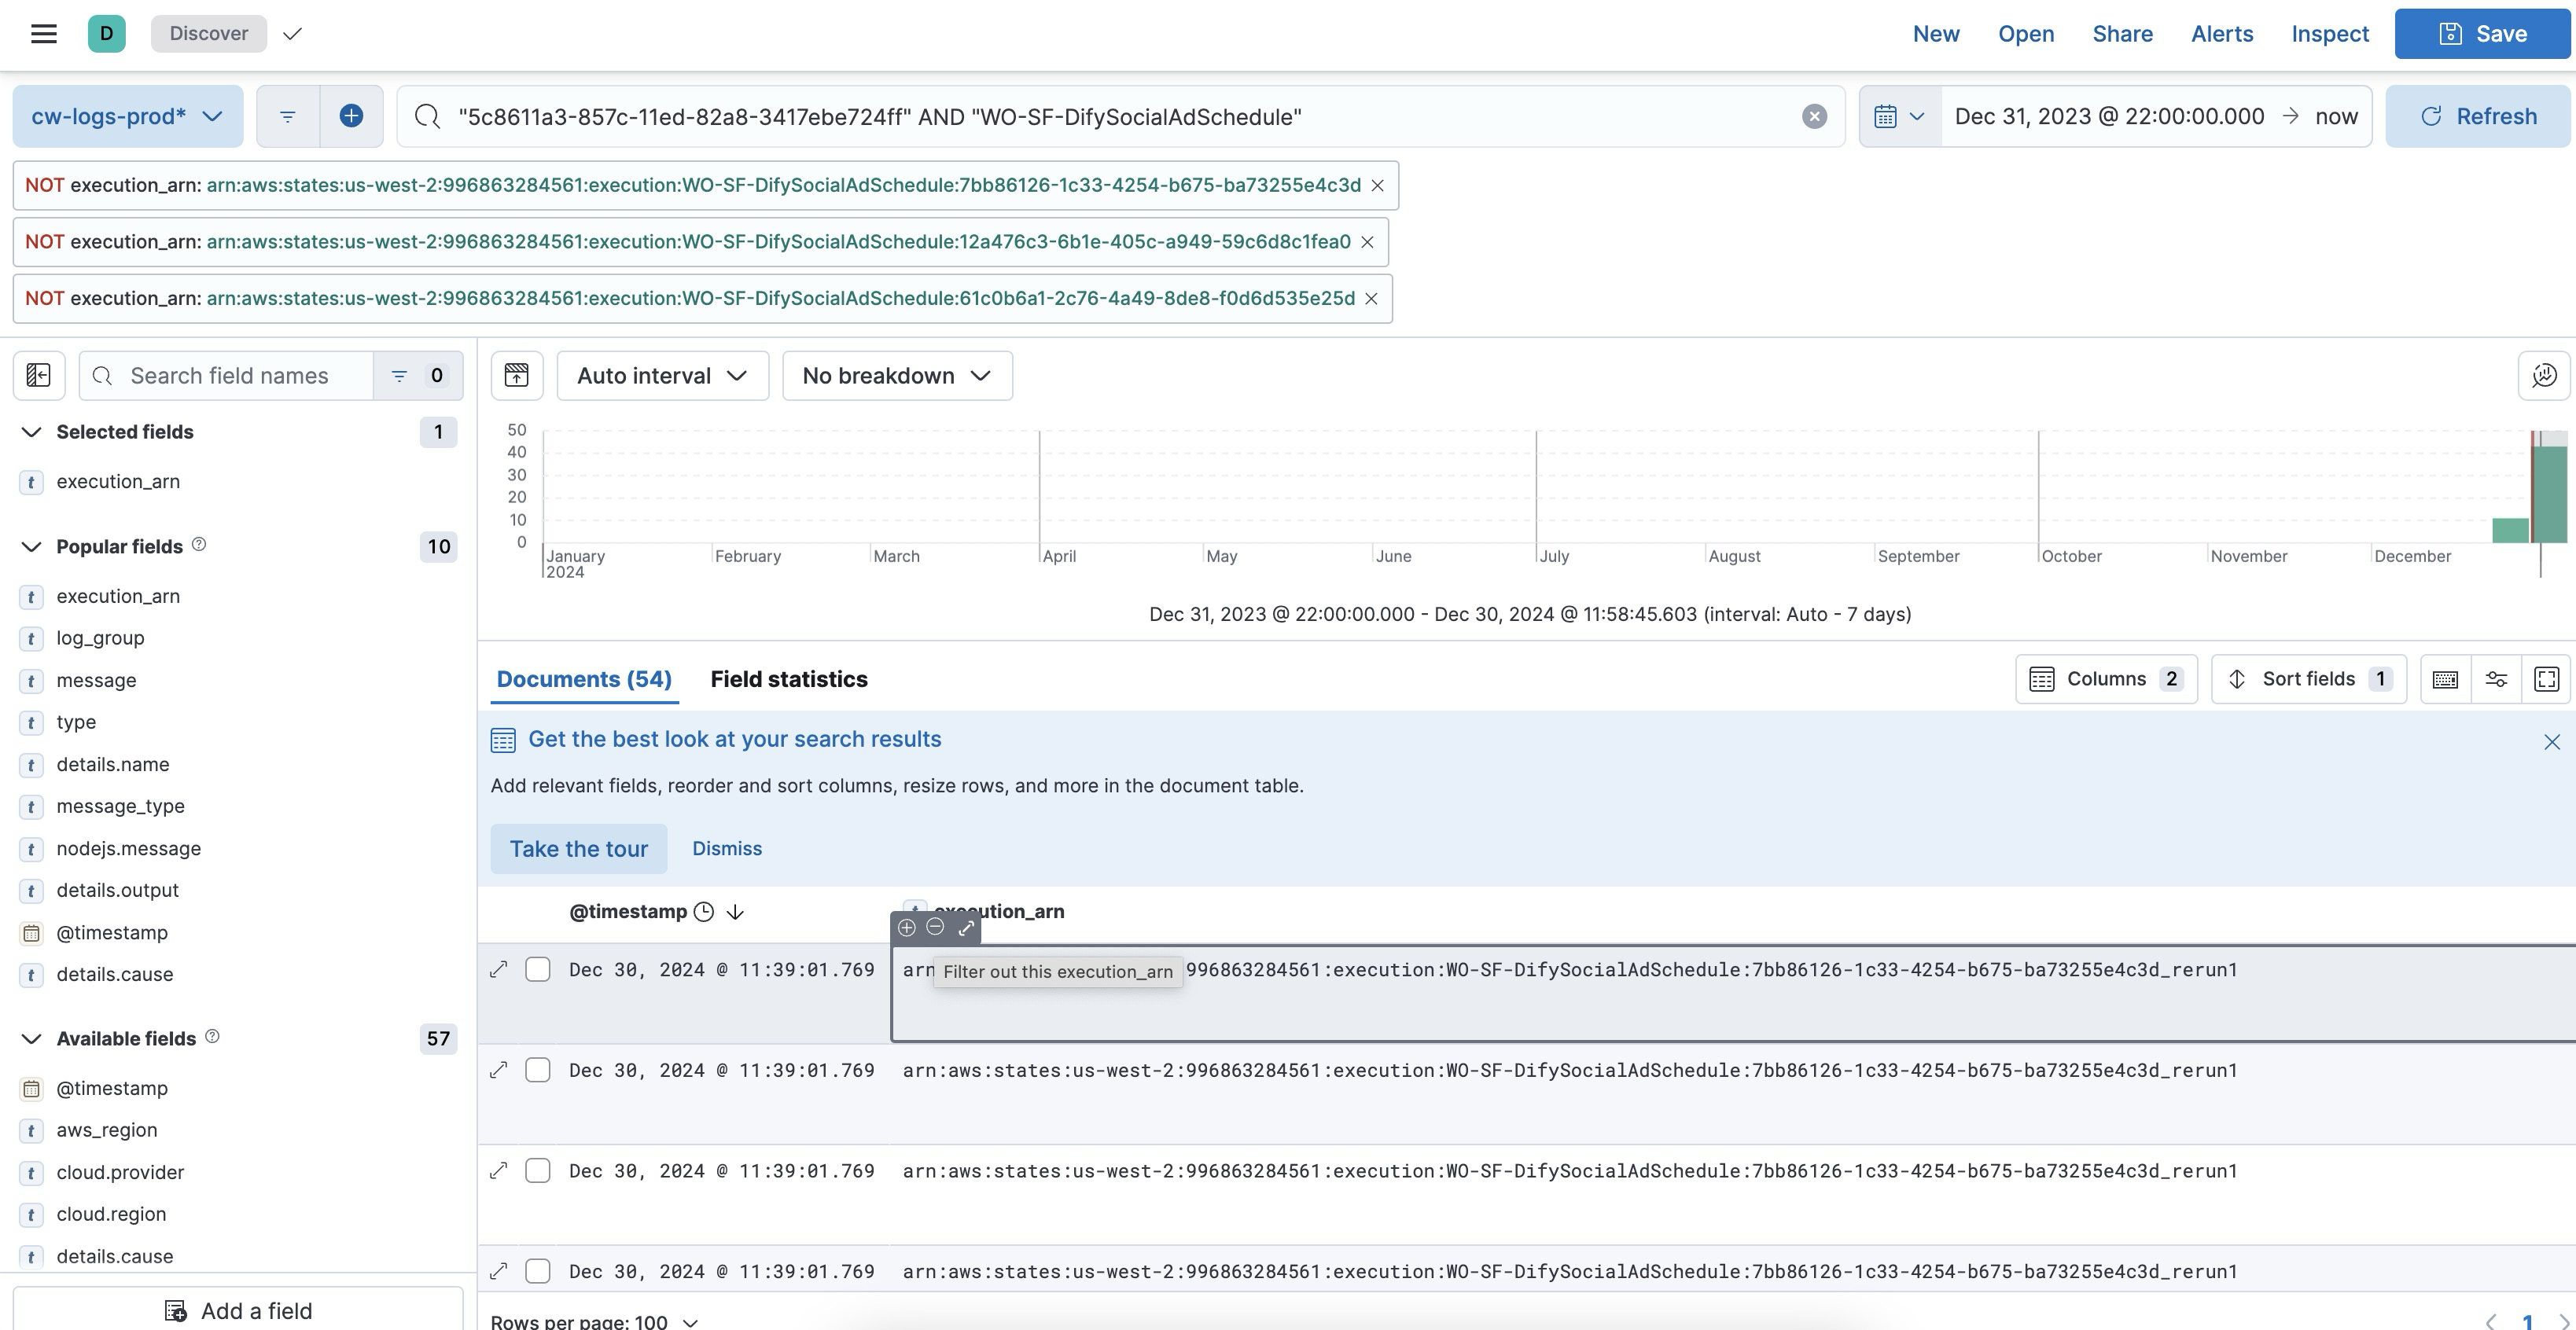 D Discover New Open Share Alerts Inspect Save
cw-logs-prod* "5c8611a3-857c-11ed-82a8-3417ebe724ff" AND "WO-SF-DifySocialAdSchedule" Dec 31, 2023 @ 22:00:00.000 → now Refresh
NOT execution_arn: arn:aws:states:us-west-2:996863284561:execution:WO-SF-DifySocialAdSchedule:7bb86126-1c33-4254-b675-ba73255e4c3d
NOT execution_arn: arn:aws:states:us-west-2:996863284561:execution:WO-SF-DifySocialAdSchedule:12a476c3-6b1e-405c-a949-59c6d8c1fea0
NOT execution_arn: arn:aws:states:us-west-2:996863284561:execution:WO-SF-DifySocialAdSchedule:61c0b6a1-2c76-4a49-8de8-f0d6d535e25d
Search field names 0
Selected fields 1
t execution_arn
Popular fields 10
t execution_arn
t log_group
t message
t type
t details.name
t message_type
t nodejs.message
t details.output
@timestamp
t details.cause
Available fields 57
@timestamp
t aws_region
t cloud.provider
t cloud.region
t details.cause
Add a field
Auto interval No breakdown
50
40
30
20
10
0
January February March April May June July August September October November December
2024
Dec 31, 2023 @ 22:00:00.000 - Dec 30, 2024 @ 11:58:45.603 (interval: Auto - 7 days)
Documents (54) Field statistics Columns 2 Sort fields 1
Get the best look at your search results
Add relevant fields, reorder and sort columns, resize rows, and more in the document table.
Take the tour Dismiss
@timestamp execution_arn
Dec 30, 2024 @ 11:39:01.769 arn 996863284561:execution:WO-SF-DifySocialAdSchedule:7bb86126-1c33-4254-b675-ba73255e4c3d_rerun1
Filter out this execution_arn
Dec 30, 2024 @ 11:39:01.769 arn:aws:states:us-west-2:996863284561:execution:WO-SF-DifySocialAdSchedule:7bb86126-1c33-4254-b675-ba73255e4c3d_rerun1
Dec 30, 2024 @ 11:39:01.769 arn:aws:states:us-west-2:996863284561:execution:WO-SF-DifySocialAdSchedule:7bb86126-1c33-4254-b675-ba73255e4c3d_rerun1
Dec 30, 2024 @ 11:39:01.769 arn:aws:states:us-west-2:996863284561:execution:WO-SF-DifySocialAdSchedule:7bb86126-1c33-4254-b675-ba73255e4c3d_rerun1
Rows per page: 100 1